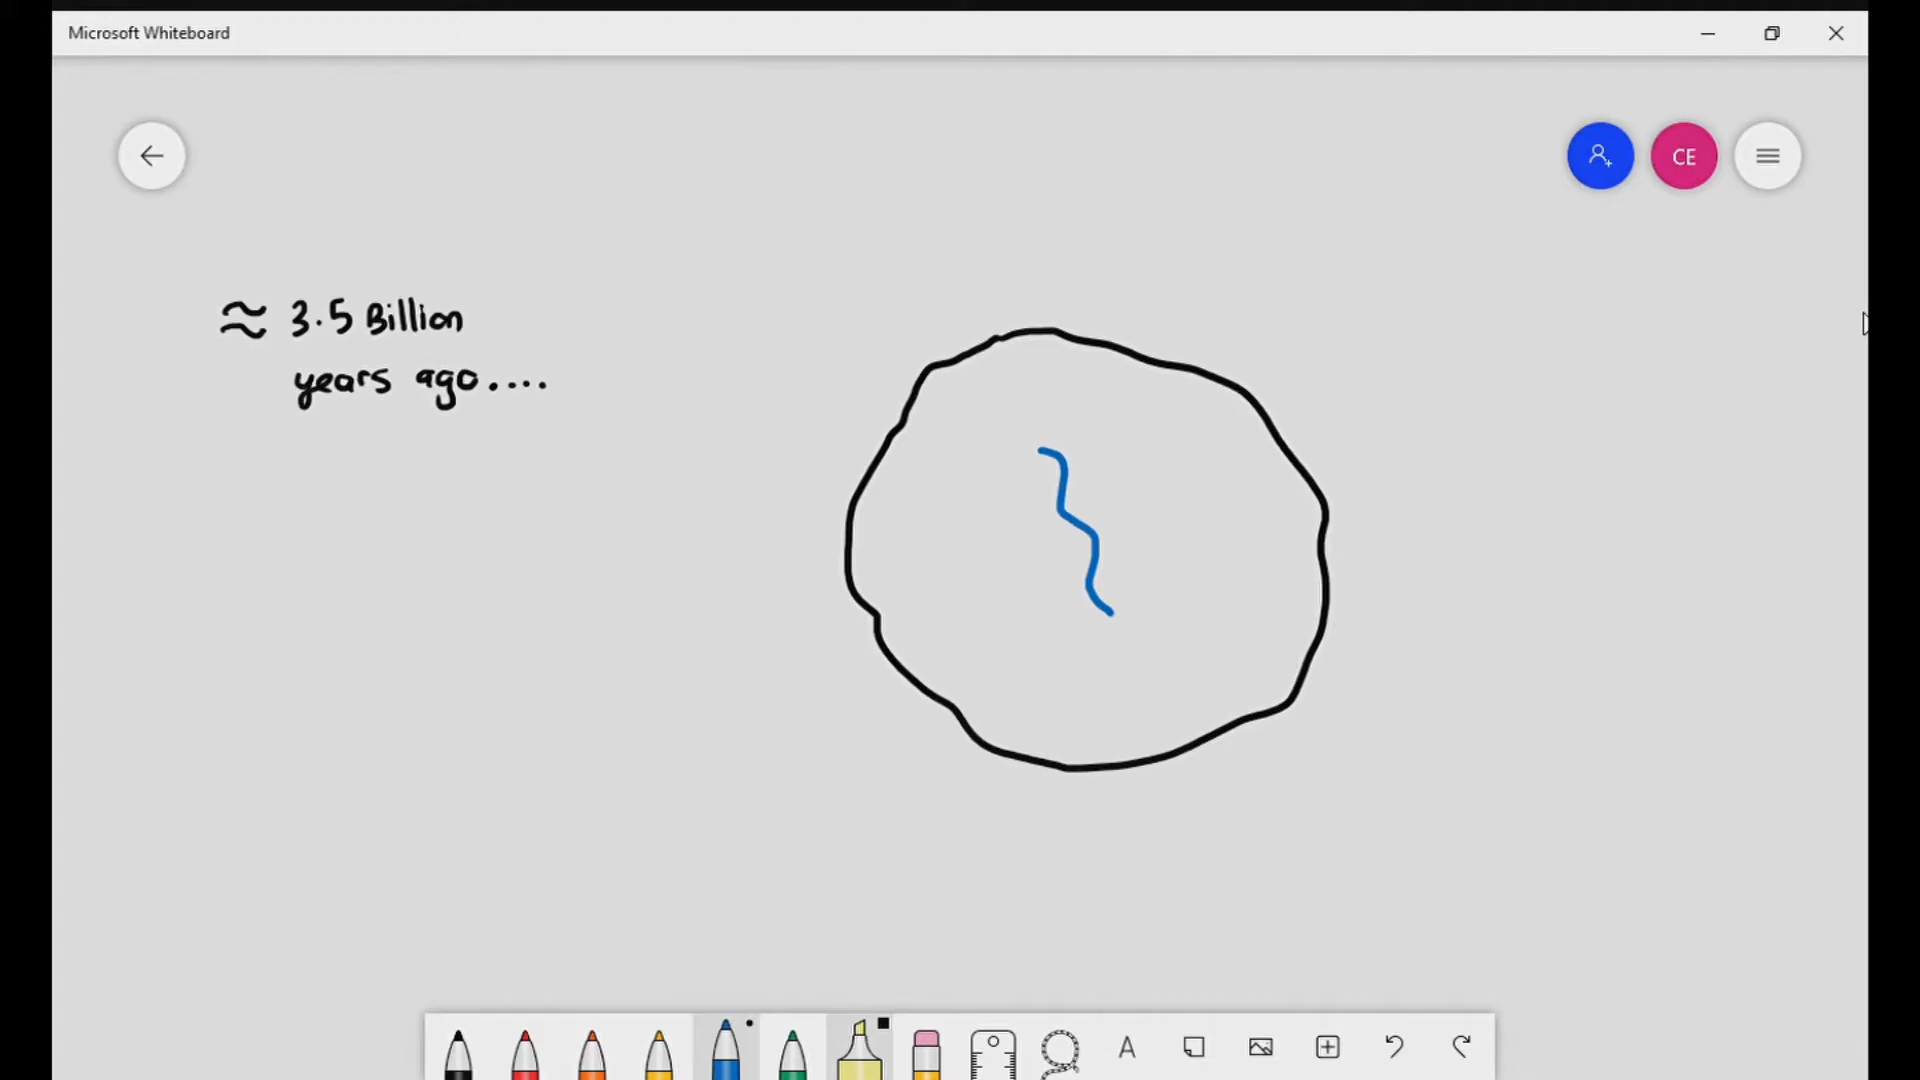 Microsoft Whiteboard
CE
≈ 3.5 Billion
years ago....
A